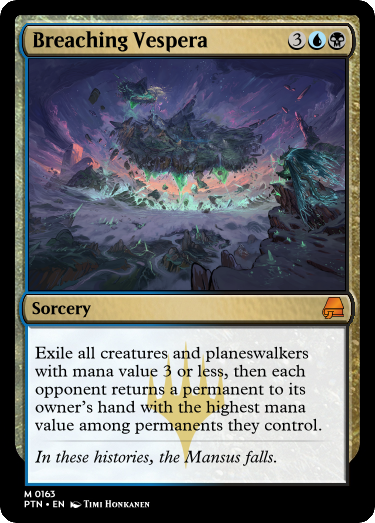 Breaching Vespera 3
Sorcery
Exile all creatures and planeswalkers
with mana value 3 or less, then each
opponent returns a permanent to its
owner's hand with the highest mana
value among permanents they control.
In these histories, the Mansus falls.
M 0163
PTN • EN Timi Honkanen